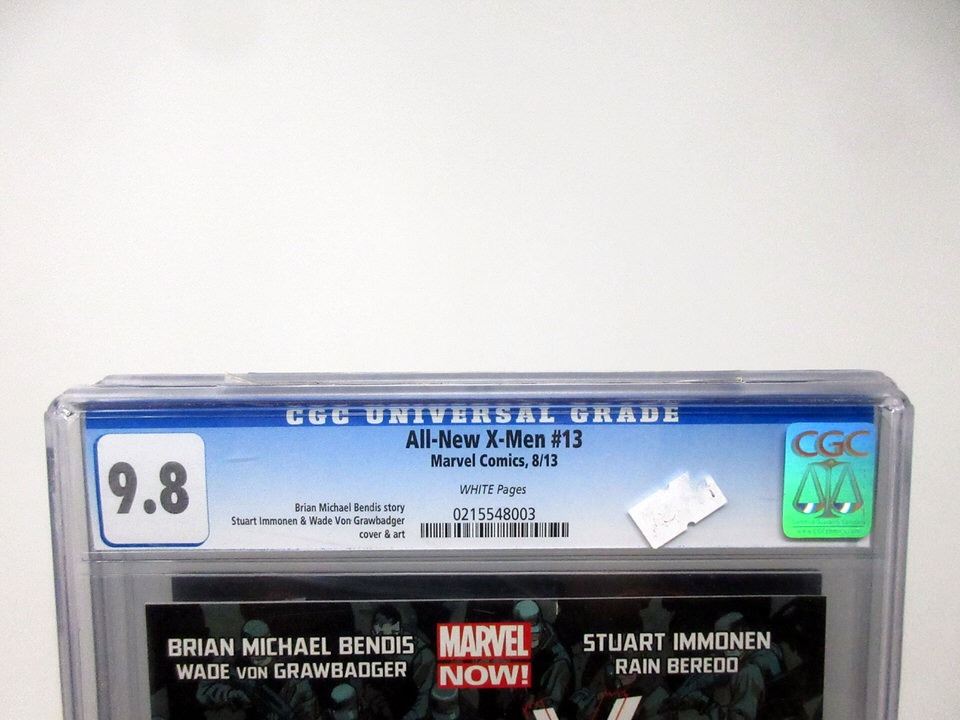 CGC UNIVERSAL GRADE
9.8
All-New X-Men #13
Marvel Comics, 8/13
WHITE Pages
Brian Michael Bendis story
Stuart Immonen & Wade Von Grawbadger
cover & art
0215548003
CGC
BRIAN MICHAEL BENDIS
WADE VON GRAWBADGER
MARVEL
NOW!
STUART IMMONEN
RAIN BEREDO